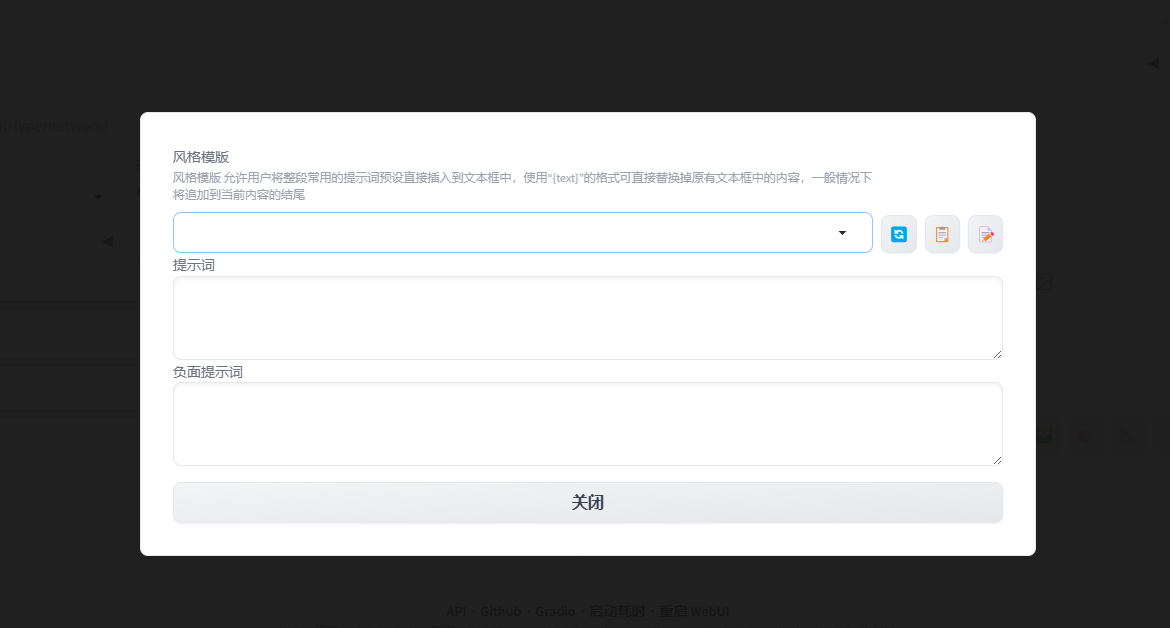 (Hypernetwork)
风格模版
风格模版 允许用户将整段常用的提示词预设直接插入到文本框中，使用“{text}”的格式可直接替换掉原有文本框中的内容，一般情况下
将追加到当前内容的结尾
提示词
负面提示词
关闭
API · Github · Gradio · 启动耗时 · 重启 WebUI